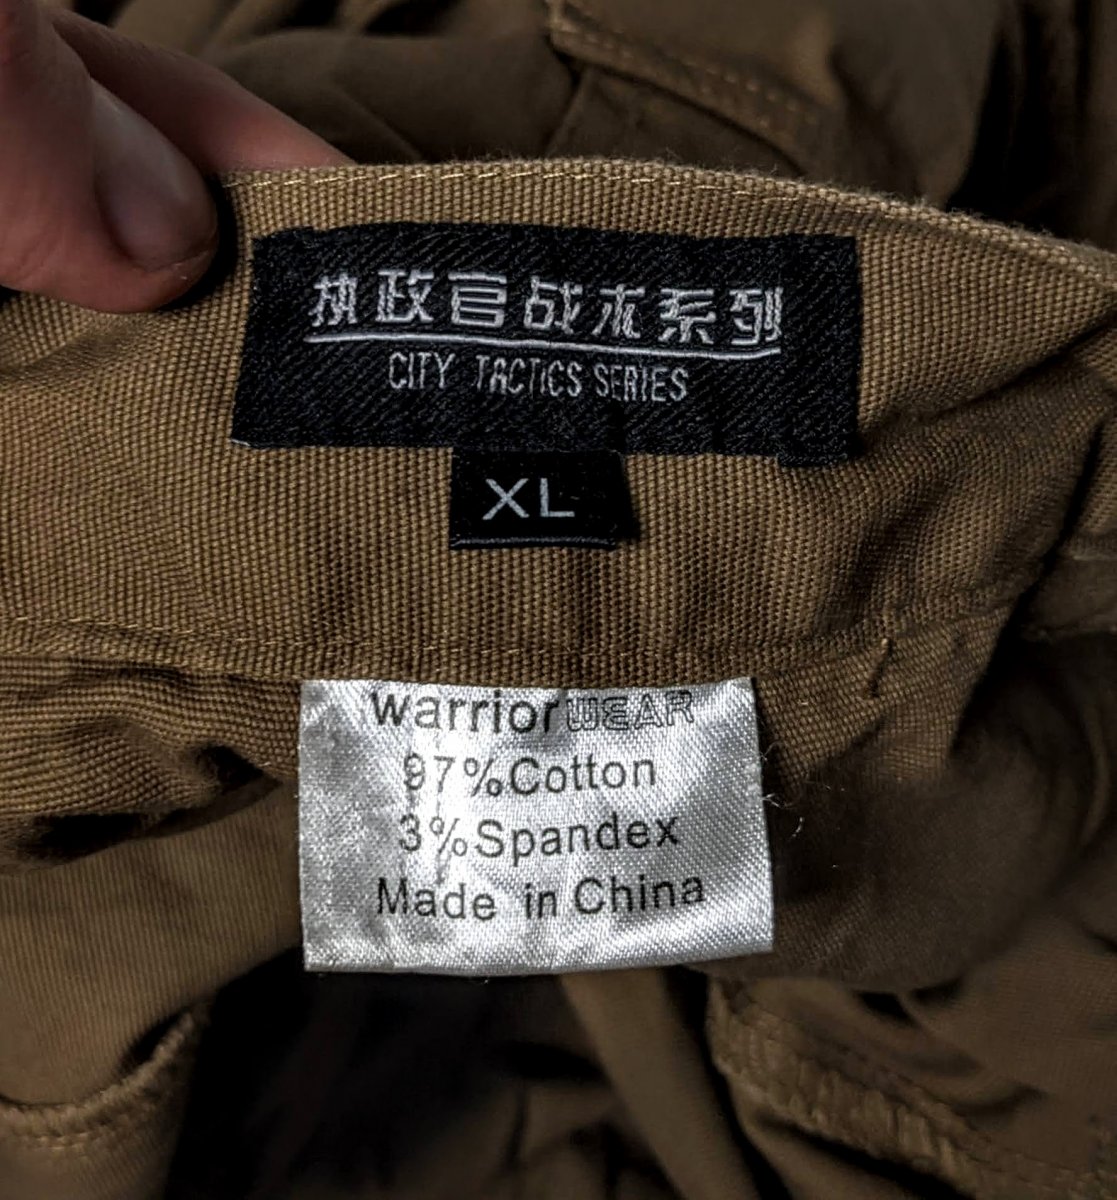 执政官战术系列
CITY TACTICS SERIES
XL
warriorWEAR
97%Cotton
3%Spandex
Made in China